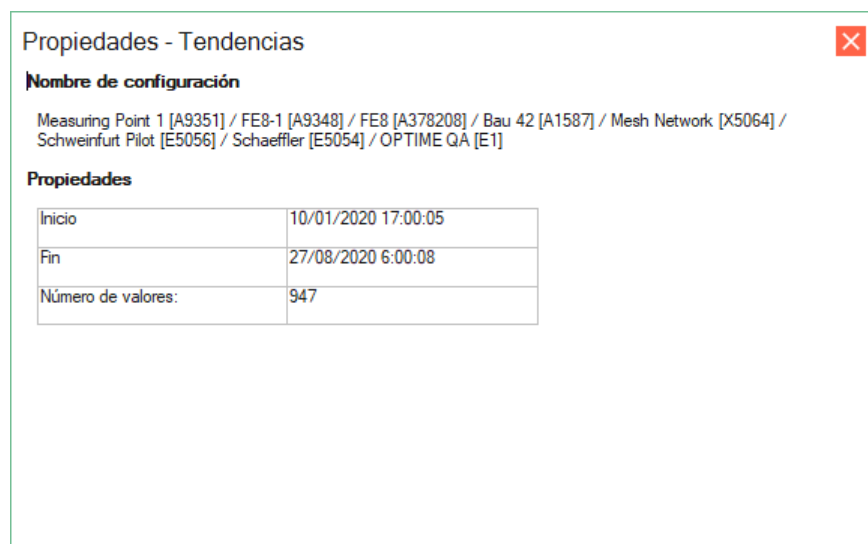 Propiedades - Tendencias
Nombre de configuración
Measuring Point 1 [A9351] / FE8-1 [A9348] / FE8 [A378208] / Bau 42 [A1587] / Mesh Network [X5064] /
Schweinfurt Pilot [E5056] / Schaeffler [E5054] / OPTIME QA [E1]
Propiedades
Inicio 10/01/2020 17:00:05
Fin 27/08/2020 6:00:08
Número de valores: 947